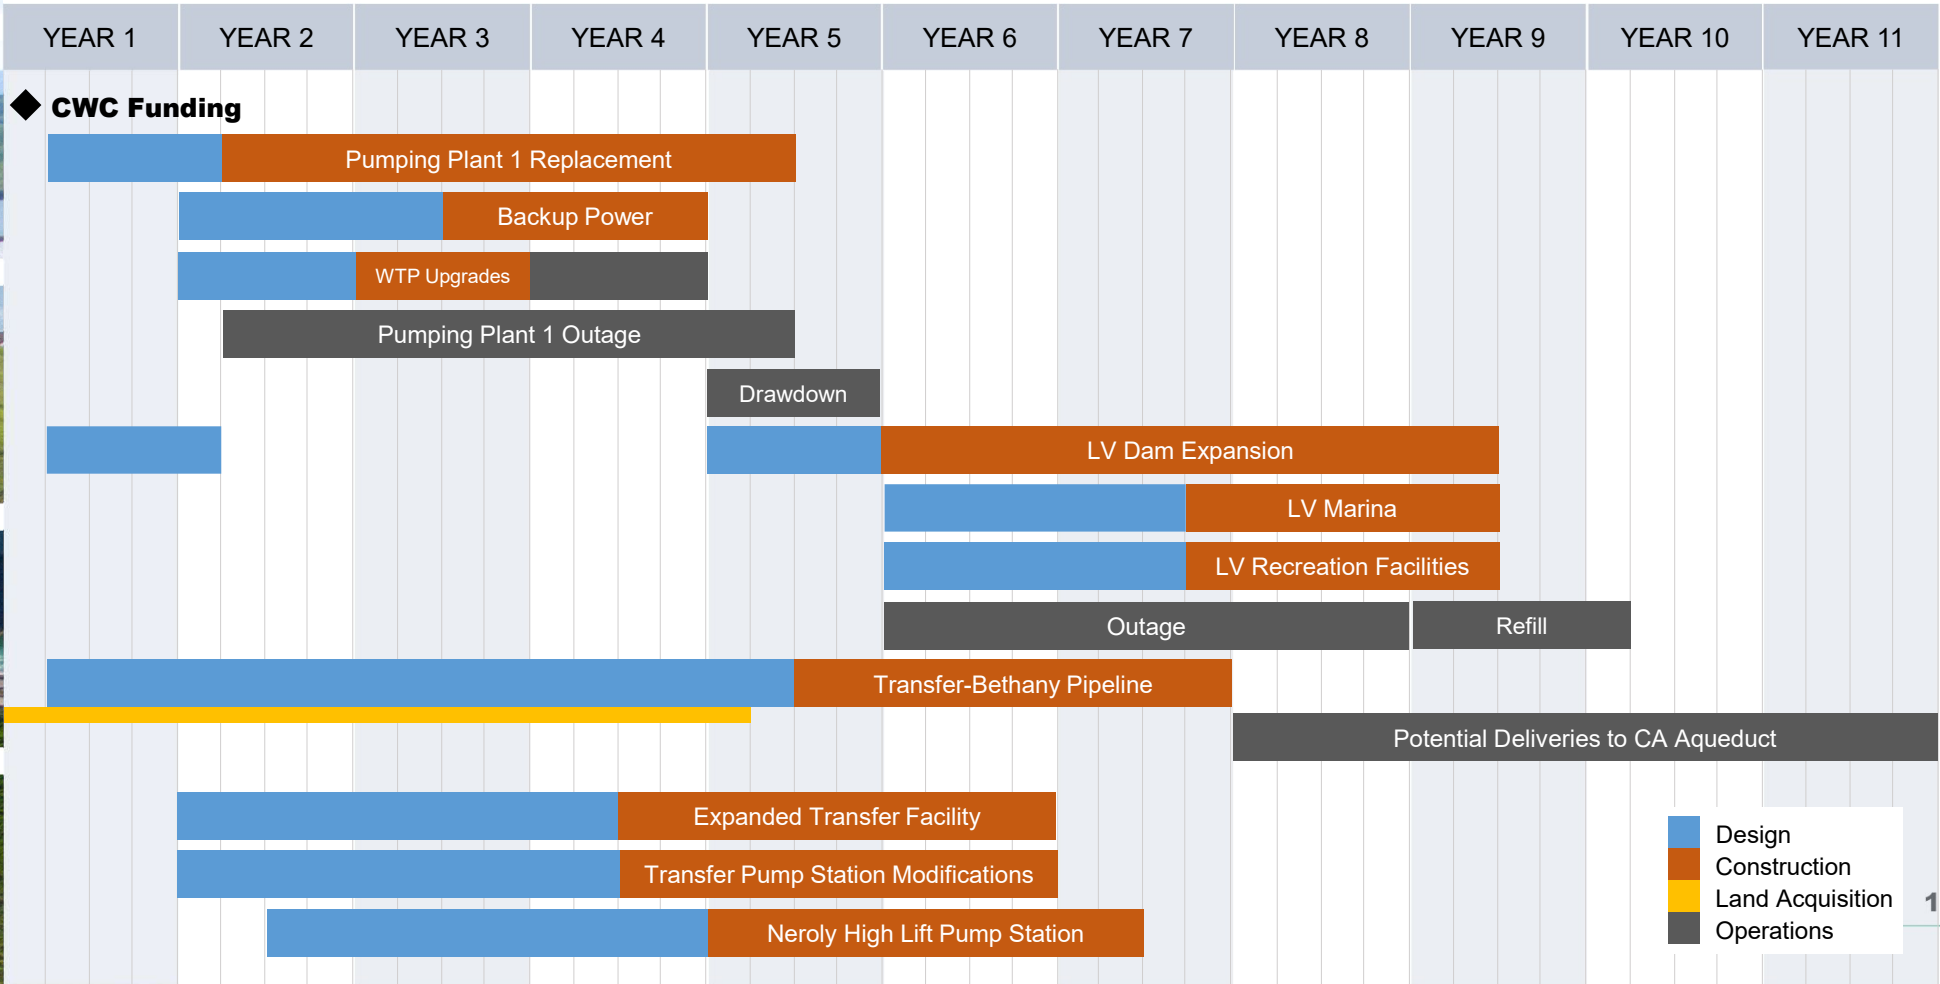 YEAR 1 YEAR 2 YEAR 3 YEAR 4 YEAR 5 YEAR 6 YEAR 7 YEAR 8 YEAR 9 YEAR 10 YEAR 11
CWC Funding
Pumping Plant 1 Replacement
Backup Power
WTP Upgrades
Pumping Plant 1 Outage
Drawdown
LV Dam Expansion
LV Marina
LV Recreation Facilities
Outage Refill
Transfer-Bethany Pipeline
Potential Deliveries to CA Aqueduct
Expanded Transfer Facility
Transfer Pump Station Modifications
Neroly High Lift Pump Station
Design
Construction
Land Acquisition
Operations
1